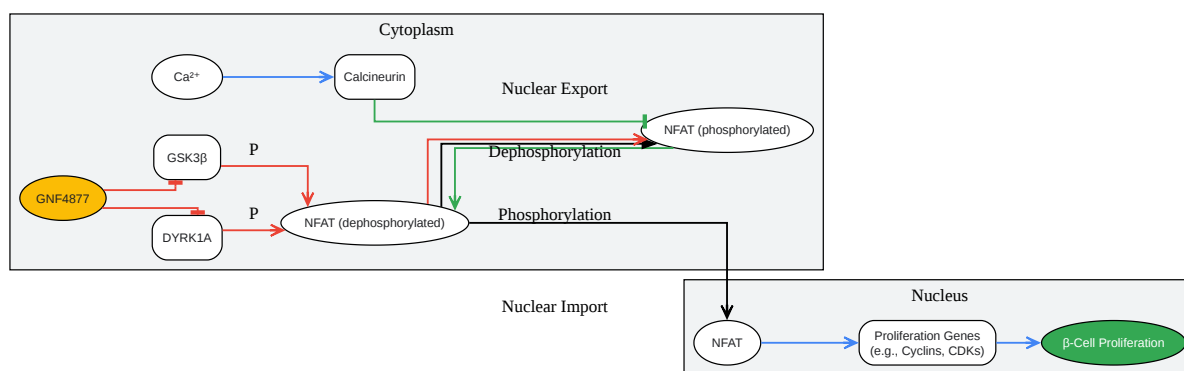 Cytoplasm
Ca²⁺
Calcineurin
Nuclear Export
NFAT (phosphorylated)
GSK3β
P
Dephosphorylation
GNF4877
P
DYRK1A
NFAT (dephosphorylated)
Phosphorylation
Nuclear Import
Nucleus
NFAT
Proliferation Genes
(e.g., Cyclins, CDKs)
β-Cell Proliferation